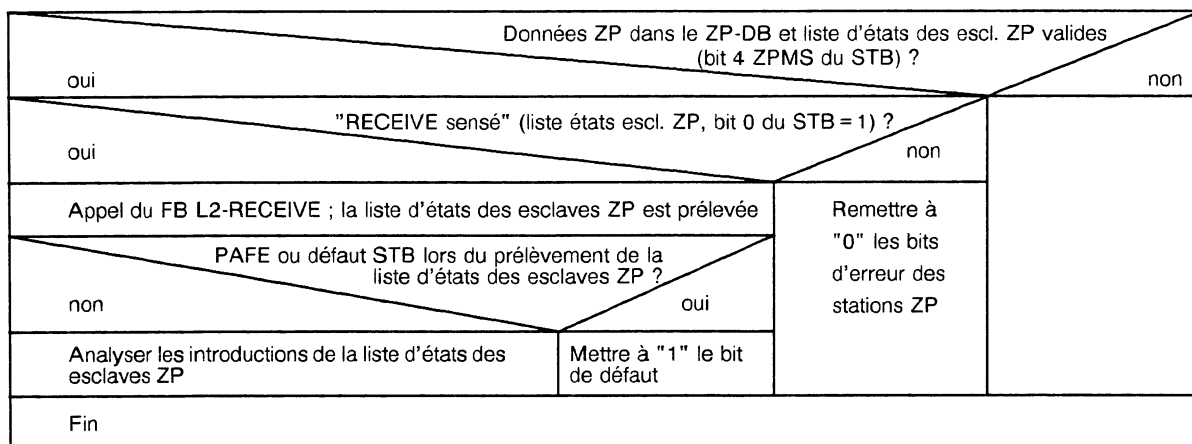 Données ZP dans le ZP-DB et liste d'états des escl. ZP valides
(bit 4 ZPMS du STB) ?
oui
non
"RECEIVE sensé" (liste états escl. ZP, bit 0 du STB = 1) ?
oui
non
Appel du FB L2-RECEIVE ; la liste d'états des esclaves ZP est prélevée
Remettre à
"0" les bits
d'erreur des
stations ZP
PAFE ou défaut STB lors du prélèvement de la
liste d'états des esclaves ZP ?
non
oui
Analyser les introductions de la liste d'états des
esclaves ZP
Mettre à "1" le bit
de défaut
Fin